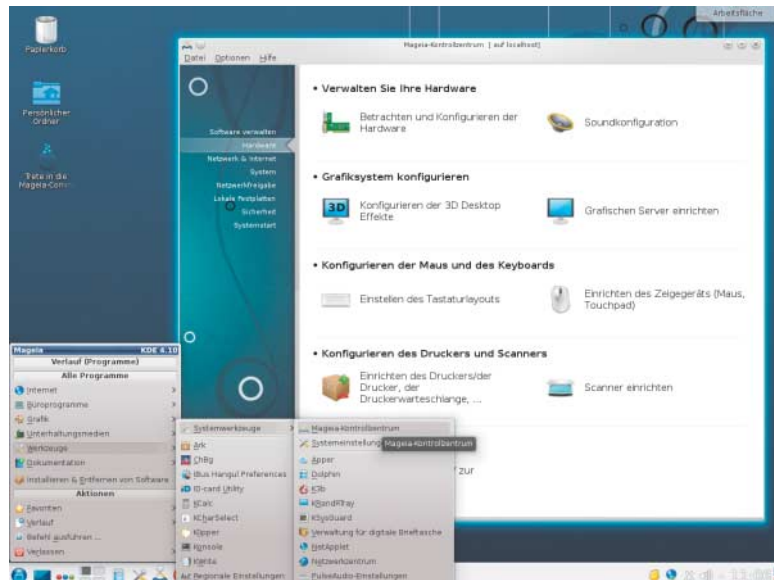 Arbeitsfläche
Papierkorb
Persönlicher
Ordner
Trete in die
Mageia-Com
Mageia-Kontrollzentrum [ auf localhost]
Datei Optionen Hilfe
Software verwalten
Hardware
Netzwerk & Internet
System
Netzwerkfreigabe
Lokale Festplatten
Sicherheit
Systemstart
• Verwalten Sie Ihre Hardware
Betrachten und Konfigurieren der
Hardware
Soundkonfiguration
• Grafiksystem konfigurieren
3D
Konfigurieren der 3D Desktop
Effekte
Grafischen Server einrichten
• Konfigurieren der Maus und des Keyboards
Einstellen des Tastaturlayouts
Einrichten des Zeigegeräts (Maus,
Touchpad)
• Konfigurieren des Druckers und Scanners
Einrichten des Druckers/der
Drucker, der
Druckerwarteschlange, ...
Scanner einrichten
zur
Mageia KDE 4.10
Verlauf (Programme)
Alle Programme
Internet
Büroprogramme
Grafik
Unterhaltungsmedien
Werkzeuge
Dokumentation
Installieren & Entfernen von Software
Aktionen
Favoriten
Verlauf
Befehl ausführen ...
Verlassen
Systemwerkzeuge
Ark
ChBg
IBus Hangul Preferences
ID-card Utility
KCalc
KCharSelect
Klipper
Konsole
Kwrite
Regionale Einstellungen
Mageia-Kontrollzentrum
Systemeinstellung
Mageia-Kontrollzentrum
Apper
Dolphin
K3b
KRandRTray
KSysGuard
Verwaltung für digitale Brieftasche
NetApplet
Netzwerkzentrum
PulseAudio-Einstellungen